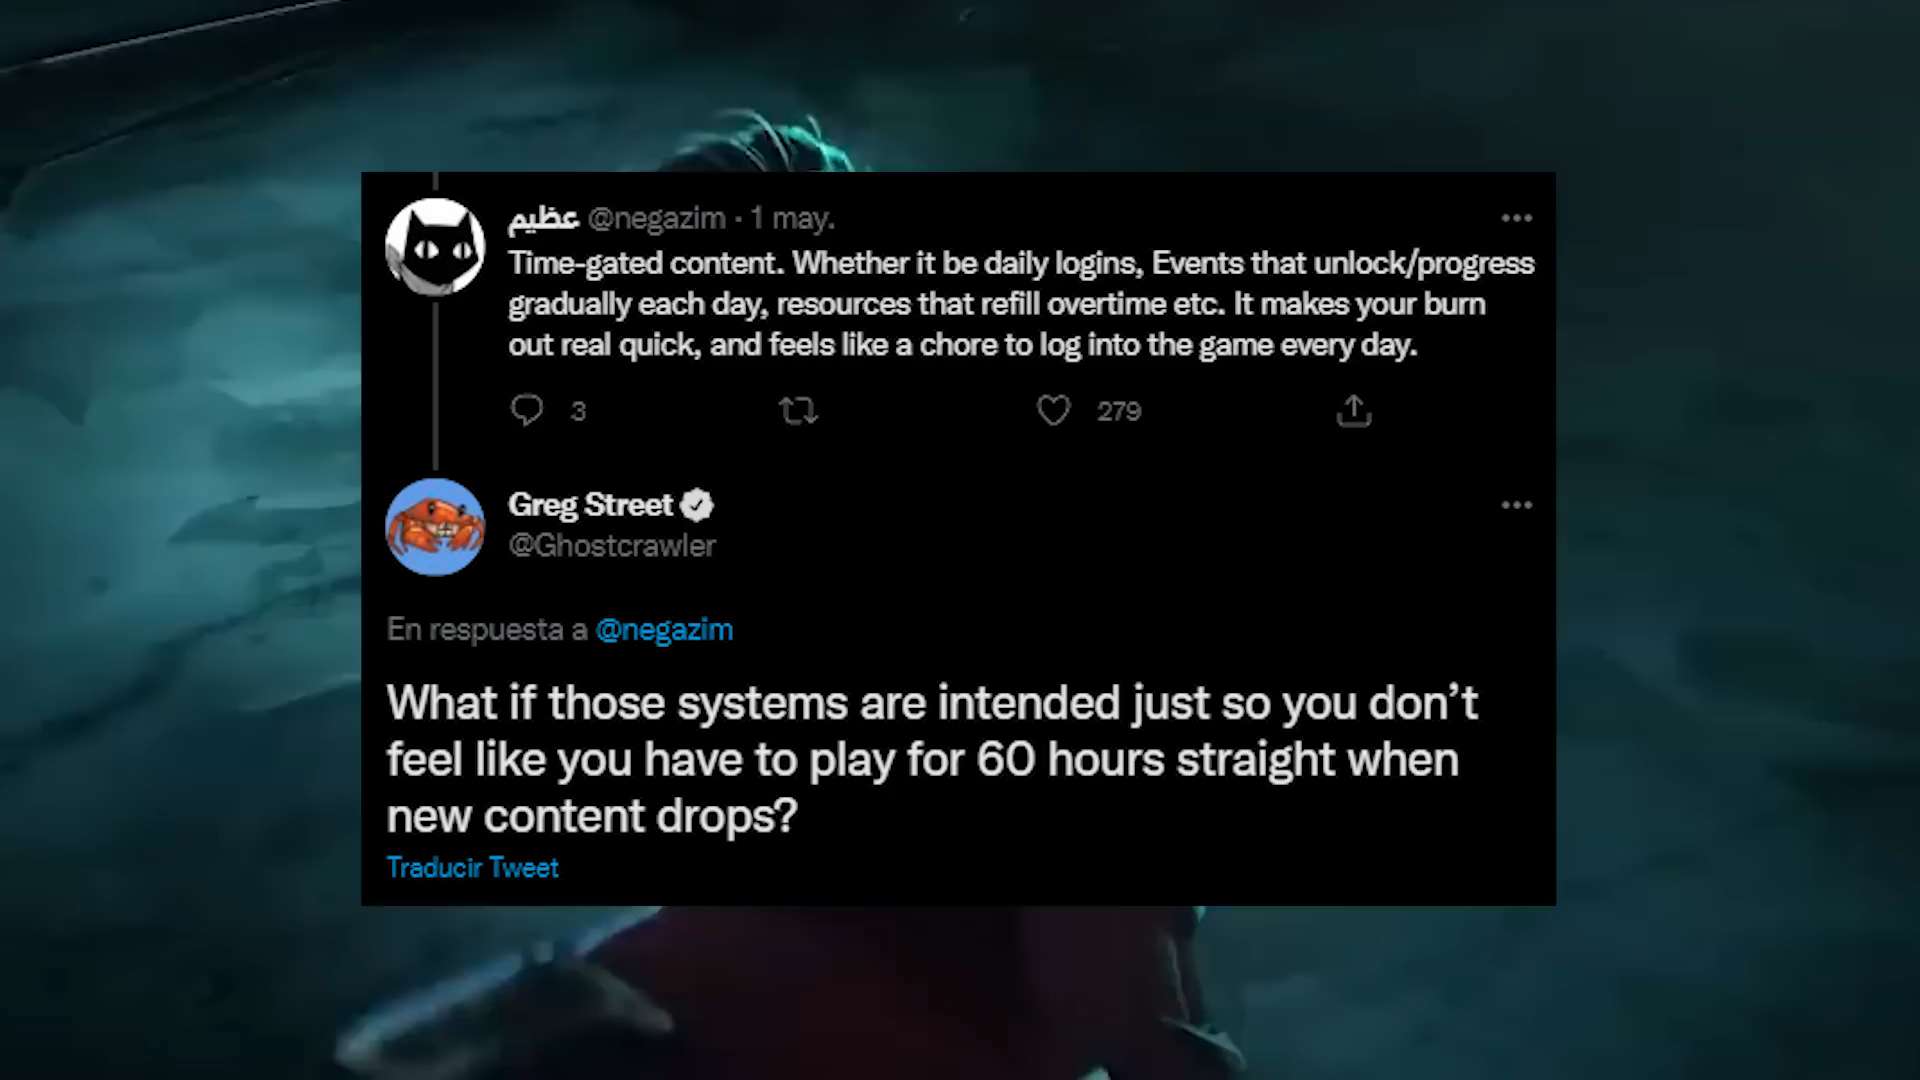 عظيم @negazim · 1 may.
Time-gated content. Whether it be daily logins, Events that unlock/progress
gradually each day, resources that refill overtime etc. It makes your burn
out real quick, and feels like a chore to log into the game every day.
3 279
Greg Street
@Ghostcrawler
En respuesta a @negazim
What if those systems are intended just so you don’t
feel like you have to play for 60 hours straight when
new content drops?
Traducir Tweet